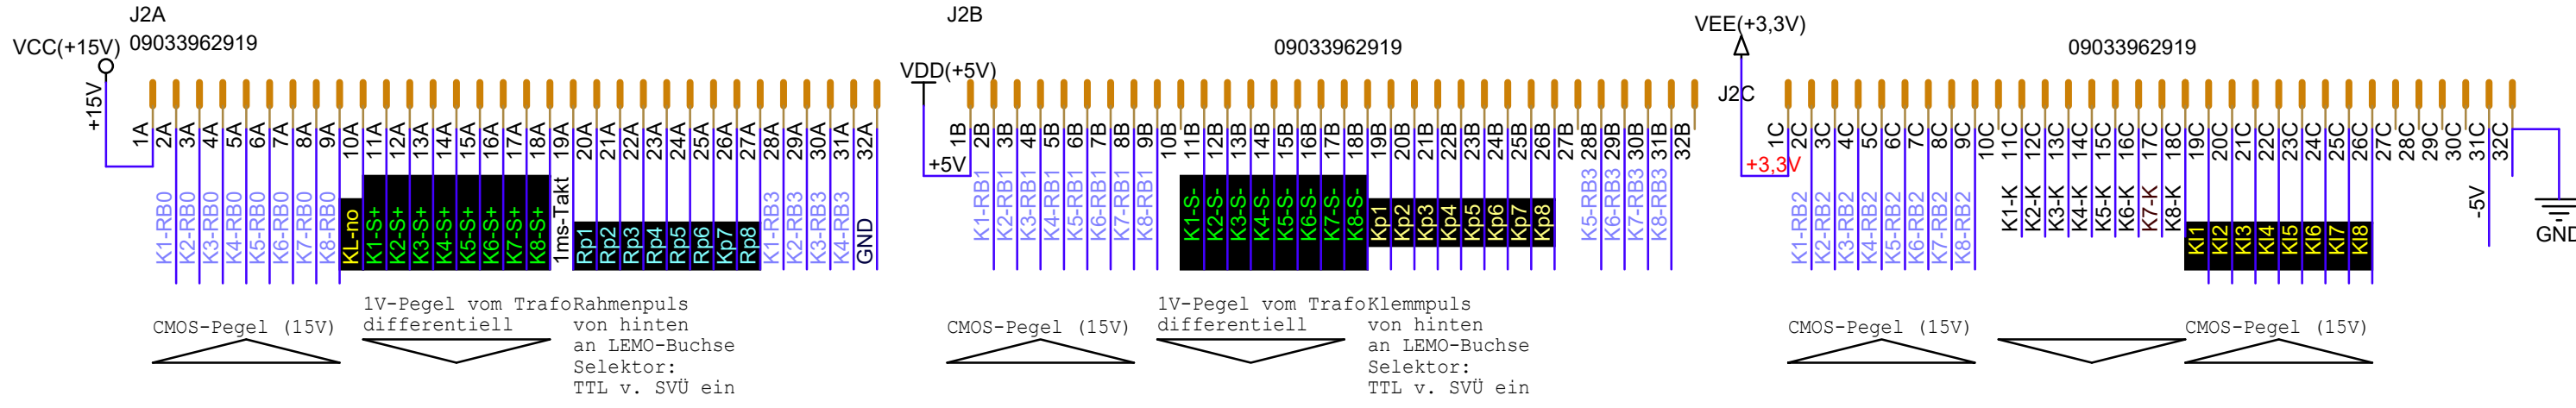 J2A
VCC(+15V) 09033962919
+15V
1A 2A 3A 4A 5A 6A 7A 8A 9A 10A 11A 12A 13A 14A 15A 16A 17A 18A 19A 20A 21A 22A 23A 24A 25A 26A 27A 28A 29A 30A 31A 32A
K1-RB0 K2-RB0 K3-RB0 K4-RB0 K5-RB0 K6-RB0 K7-RB0 K8-RB0 KL-no K1-S+ K2-S+ K3-S+ K4-S+ K5-S+ K6-S+ K7-S+ K8-S+ 1ms-Takt Rp1 Rp2 Rp3 Rp4 Rp5 Rp6 Kp7 Rp8 K1-RB3 K2-RB3 K3-RB3 K4-RB3 GND
CMOS-Pegel (15V)
1V-Pegel vom Trafo
differentiell
Rahmenpuls
von hinten
an LEMO-Buchse
Selektor:
TTL v. SVÜ ein
J2B
09033962919
VDD(+5V)
+5V
1B 2B 3B 4B 5B 6B 7B 8B 9B 10B 11B 12B 13B 14B 15B 16B 17B 18B 19B 20B 21B 22B 23B 24B 25B 26B 27B 28B 29B 30B 31B 32B
K1-RB1 K2-RB1 K3-RB1 K4-RB1 K5-RB1 K6-RB1 K7-RB1 K8-RB1 K1-S- K2-S- K3-S- K4-S- K5-S- K6-S- K7-S- K8-S- Kp1 Kp2 Kp3 Kp4 Kp5 Kp6 Kp7 Kp8 K5-RB3 K6-RB3 K7-RB3 K8-RB3
CMOS-Pegel (15V)
1V-Pegel vom Trafo
differentiell
Klemmpuls
von hinten
an LEMO-Buchse
Selektor:
TTL v. SVÜ ein
VEE(+3,3V)
09033962919
J2C
+3,3V
1C 2C 3C 4C 5C 6C 7C 8C 9C 10C 11C 12C 13C 14C 15C 16C 17C 18C 19C 20C 21C 22C 23C 24C 25C 26C 27C 28C 29C 30C 31C 32C
K1-RB2 K2-RB2 K3-RB2 K4-RB2 K5-RB2 K6-RB2 K7-RB2 K8-RB2 K1-K K2-K K3-K K4-K K5-K K6-K K7-K K8-K Kl1 Kl2 Kl3 Kl4 Kl5 Kl6 Kl7 Kl8 -5V
GND
CMOS-Pegel (15V)
CMOS-Pegel (15V)